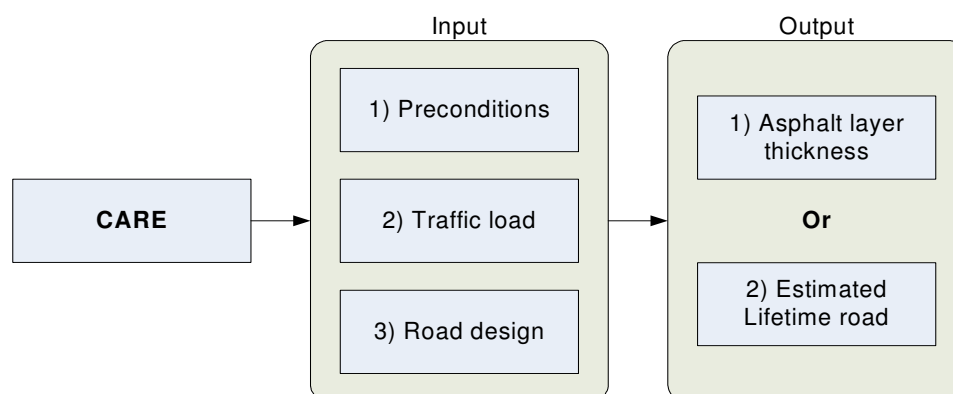 Input
Output
1) Preconditions
1) Asphalt layer
thickness
CARE
2) Traffic load
Or
3) Road design
2) Estimated
Lifetime road